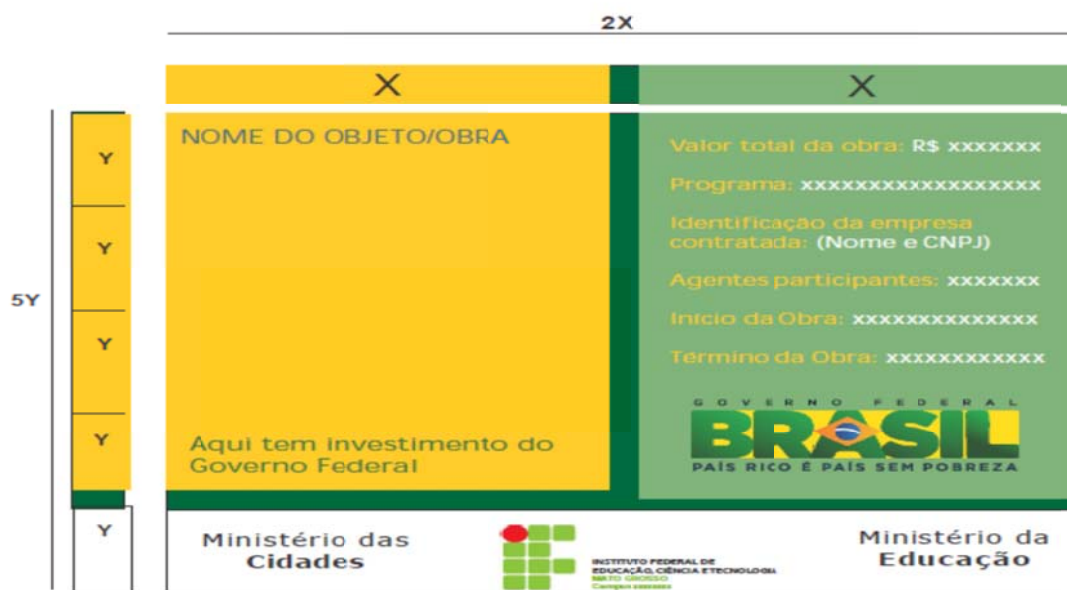 2X
X
X
5Y
Y
Y
Y
Y
Y
NOME DO OBJETO/OBRA
Aqui tem investimento do
Governo Federal
Valor total da obra: R$ xxxxxxx
Programa: xxxxxxxxxxxxxxxxxx
Identificação da empresa
contratada: (Nome e CNPJ)
Agentes participantes: xxxxxxx
Início da Obra: xxxxxxxxxxxxxx
Término da Obra: xxxxxxxxxxxx
GOVERNO FEDERAL
BRASIL
PAÍS RICO É PAÍS SEM POBREZA
Ministério das
Cidades
INSTITUTO FEDERAL DE
EDUCAÇÃO, CIÊNCIA E TECNOLOGIA
MATO GROSSO
Campus
Ministério da
Educação